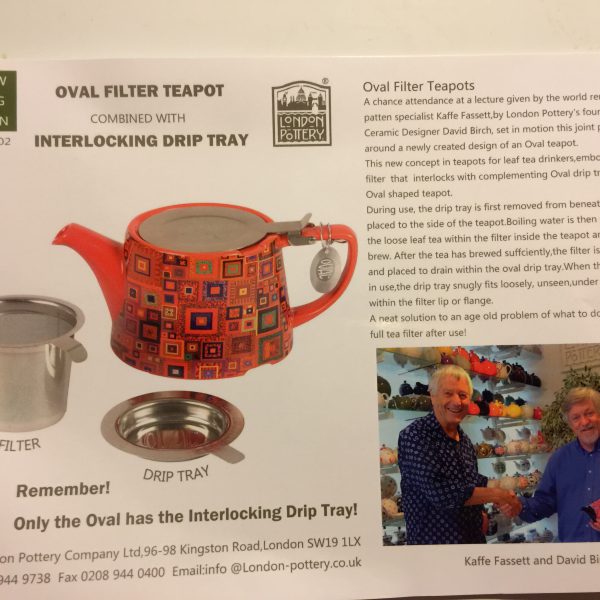 W
G
N
02
OVAL FILTER TEAPOT
COMBINED WITH
INTERLOCKING DRIP TRAY
®
LONDON
POTTERY
Oval Filter Teapots
A chance attendance at a lecture given by the world ren
patten specialist Kaffe Fassett,by London Pottery's foun
Ceramic Designer David Birch, set in motion this joint p
around a newly created design of an Oval teapot.
This new concept in teapots for leaf tea drinkers,embo
filter that interlocks with complementing Oval drip tr
Oval shaped teapot.
During use, the drip tray is first removed from beneat
placed to the side of the teapot.Boiling water is then
the loose leaf tea within the filter inside the teapot an
brew. After the tea has brewed suffciently,the filter is
and placed to drain within the oval drip tray.When th
in use,the drip tray snugly fits loosely, unseen,under
within the filter lip or flange.
A neat solution to an age old problem of what to do
full tea filter after use!
FILTER
DRIP TRAY
Remember!
Only the Oval has the Interlocking Drip Tray!
on Pottery Company Ltd,96-98 Kingston Road,London SW19 1LX
944 9738 Fax 0208 944 0400 Email:info @London-pottery.co.uk
POTTERY
Kaffe Fassett and David Bi